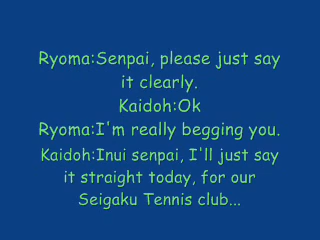 Ryoma:Senpai, please just say
it clearly.
Kaidoh:Ok
Ryoma:I'm really begging you.
Kaidoh:Inui senpai, I'll just say
it straight today, for our
Seigaku Tennis club...